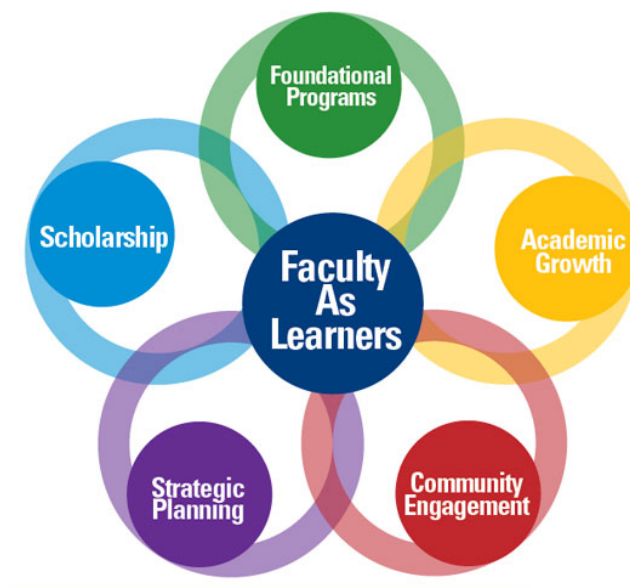 Foundational
Programs
Scholarship
Academic
Growth
Faculty
As
Learners
Strategic
Planning
Community
Engagement